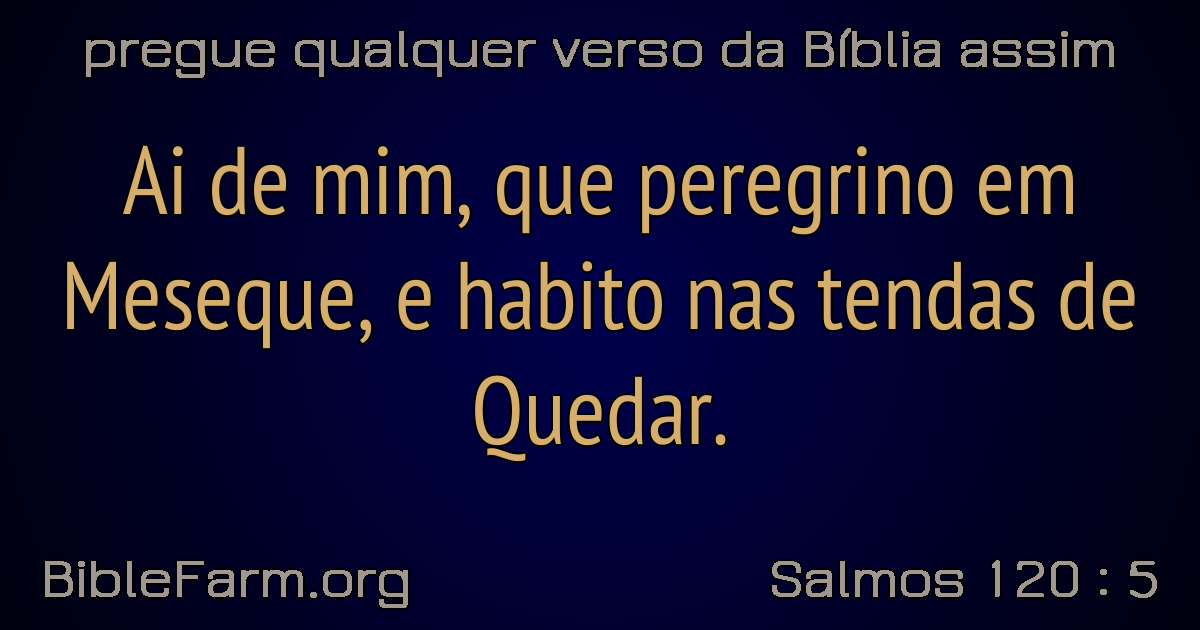 pregue qualquer verso da Bíblia assim
Ai de mim, que peregrino em
Meseque, e habito nas tendas de
Quedar.
BibleFarm.org
Salmos 120 : 5